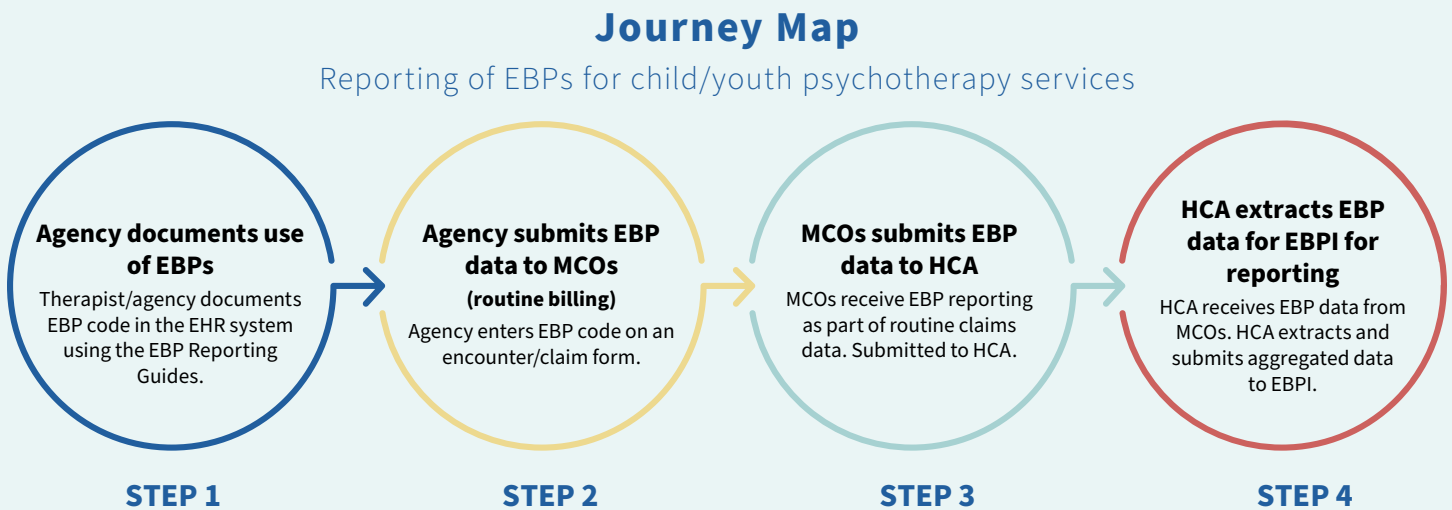 Journey Map
Reporting of EBPs for child/youth psychotherapy services
Agency documents use
of EBPs
Therapist/agency documents
EBP code in the EHR system
using the EBP Reporting
Guides.
STEP 1
Agency submits EBP
data to MCOs
(routine billing)
Agency enters EBP code on an
encounter/claim form.
STEP 2
MCOs submits EBP
data to HCA
MCOs receive EBP reporting
as part of routine claims
data. Submitted to HCA.
STEP 3
HCA extracts EBP
data for EBPI for
reporting
HCA receives EBP data from
MCOs. HCA extracts and
submits aggregated data
to EBPI.
STEP 4